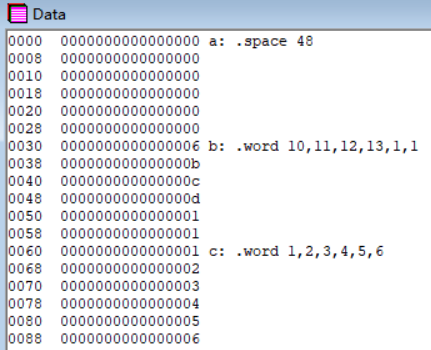 Data
0000 0000000000000000 a: .space 48
0008 0000000000000000
0010 0000000000000000
0018 0000000000000000
0020 0000000000000000
0028 0000000000000000
0030 0000000000000006 b: .word 10,11,12,13,1,1
0038 000000000000000b
0040 000000000000000c
0048 000000000000000d
0050 0000000000000001
0058 0000000000000001
0060 0000000000000001 c: .word 1,2,3,4,5,6
0068 0000000000000002
0070 0000000000000003
0078 0000000000000004
0080 0000000000000005
0088 0000000000000006